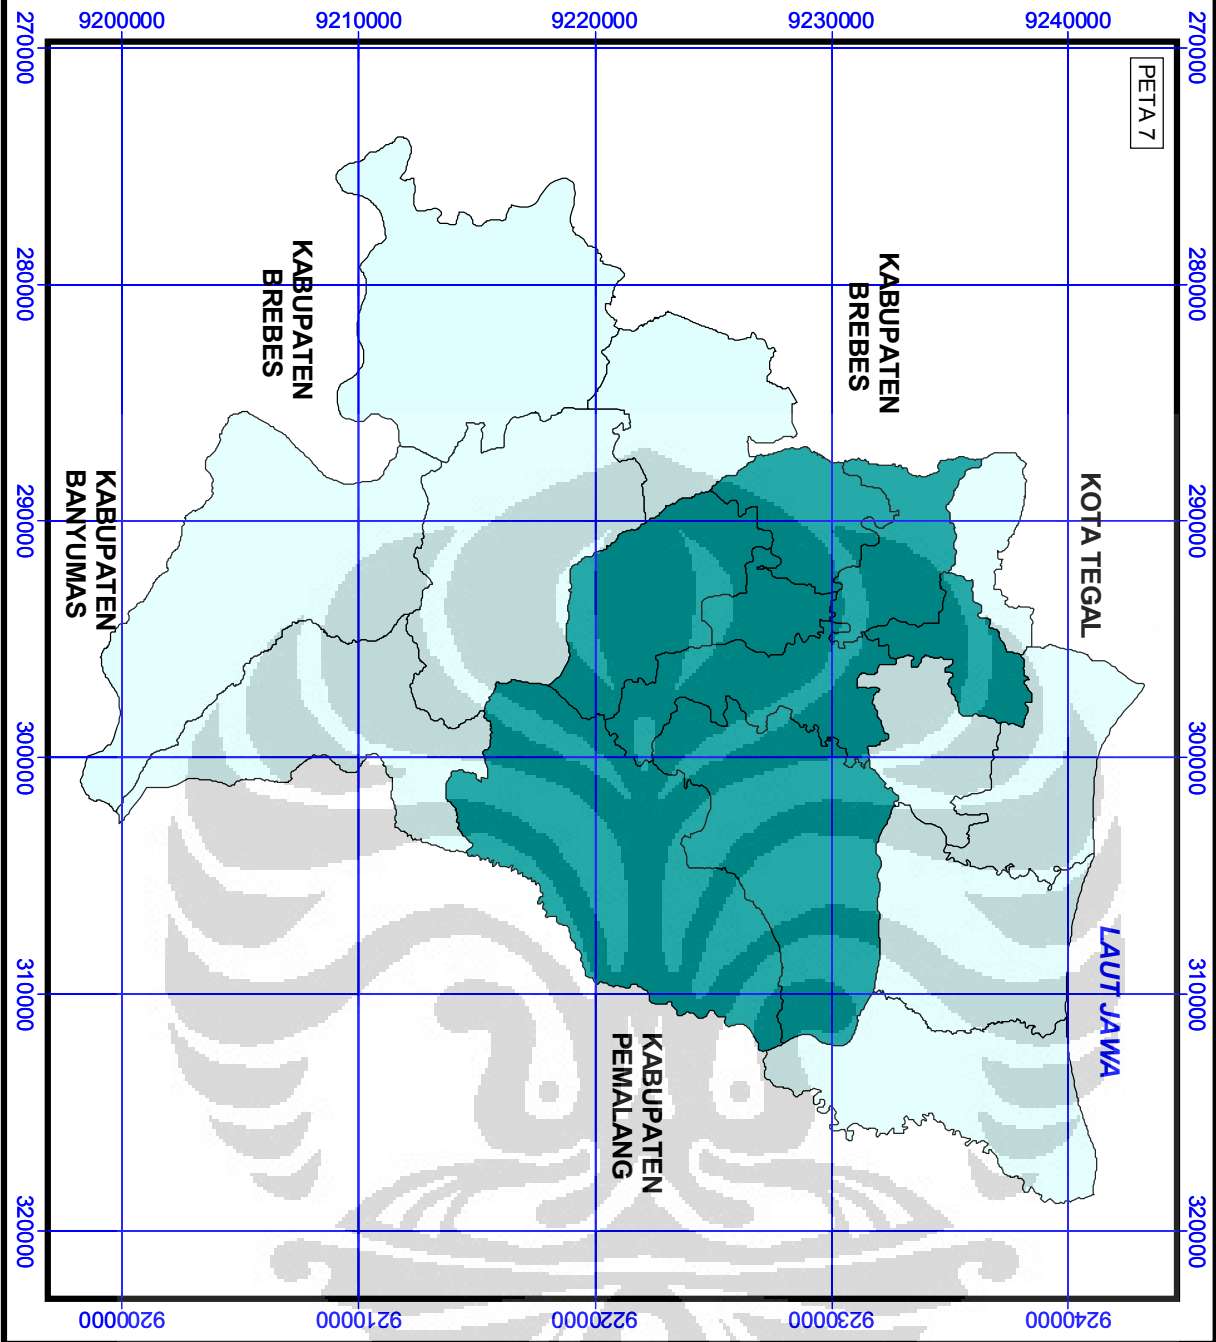 PETA 7
270000
280000
290000
300000
310000
320000
9240000
9240000
9230000
9230000
9220000
9220000
9210000
9210000
9200000
9200000
KOTA TEGAL
LAUT JAWA
KABUPATEN
BREBES
KABUPATEN
PEMALANG
KABUPATEN
BREBES
KABUPATEN
BANYUMAS
270000
280000
290000
300000
310000
320000